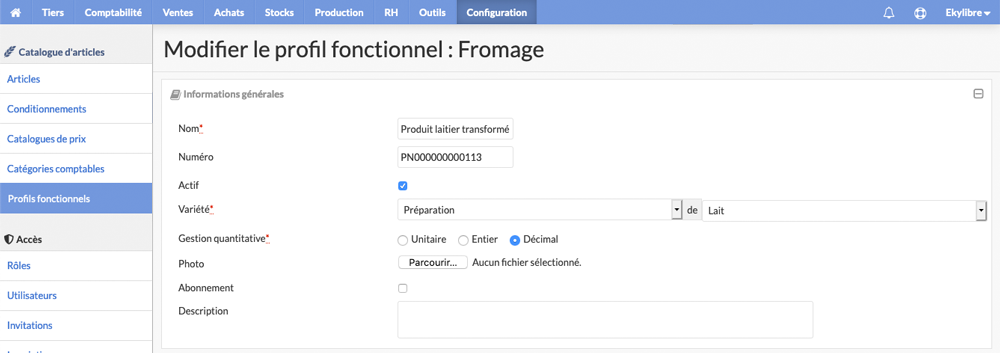 Tiers Comptabilité Ventes Achats Stocks Production RH Outils Configuration Ekylibre
Catalogue d'articles
Articles
Conditionnements
Catalogues de prix
Catégories comptables
Profils fonctionnels
Accès
Rôles
Utilisateurs
Invitations
Modifier le profil fonctionnel : Fromage
Informations générales
Nom* Produit laitier transformé
Numéro PN000000000113
Actif
Variété* Préparation de Lait
Gestion quantitative* Unitaire Entier Décimal
Photo Parcourir... Aucun fichier sélectionné.
Abonnement
Description